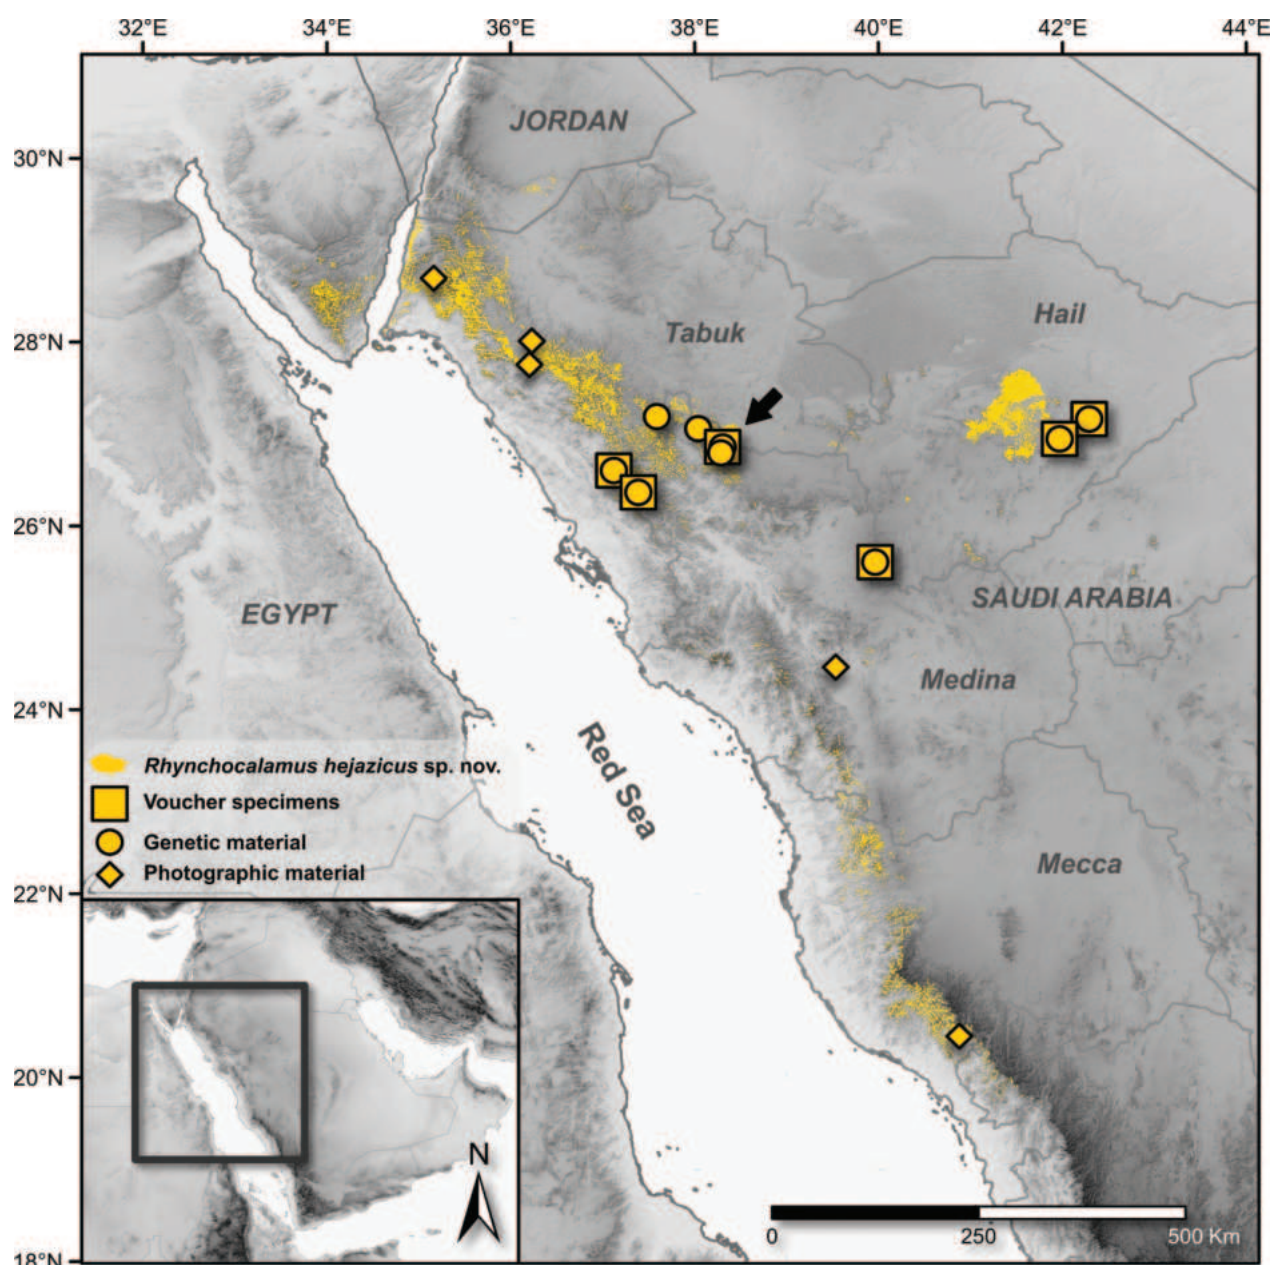 32°E 34°E 36°E 38°E 40°E 42°E 44°E
JORDAN
30°N
Hail
28°N
Tabuk
26°N
SAUDI ARABIA
EGYPT
Medina
24°N
Red Sea
Rhynchocalamus hejazicus sp. nov.
Voucher specimens
Genetic material
Photographic material
Mecca
22°N
20°N
N
0 250 500 Km
18°N